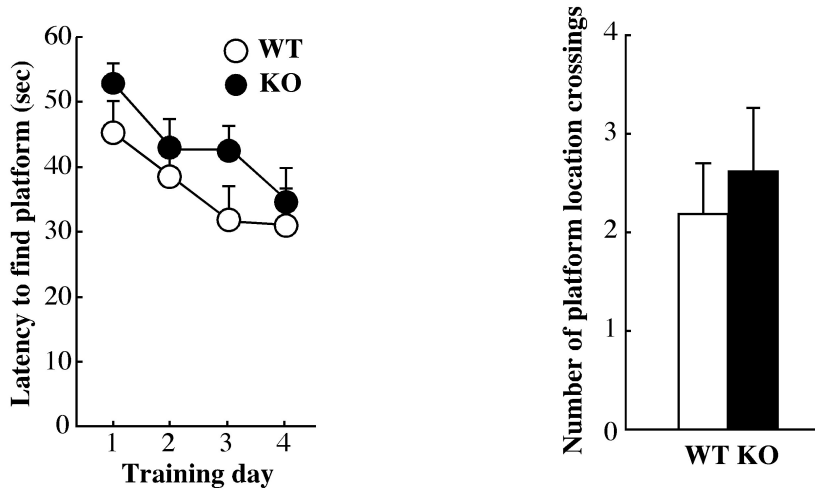 Latency to find platform (sec)
60
50
40
30
20
10
0
WT
KO
1 2 3 4
Training day
Number of platform location crossings
4
3
2
1
0
WT KO